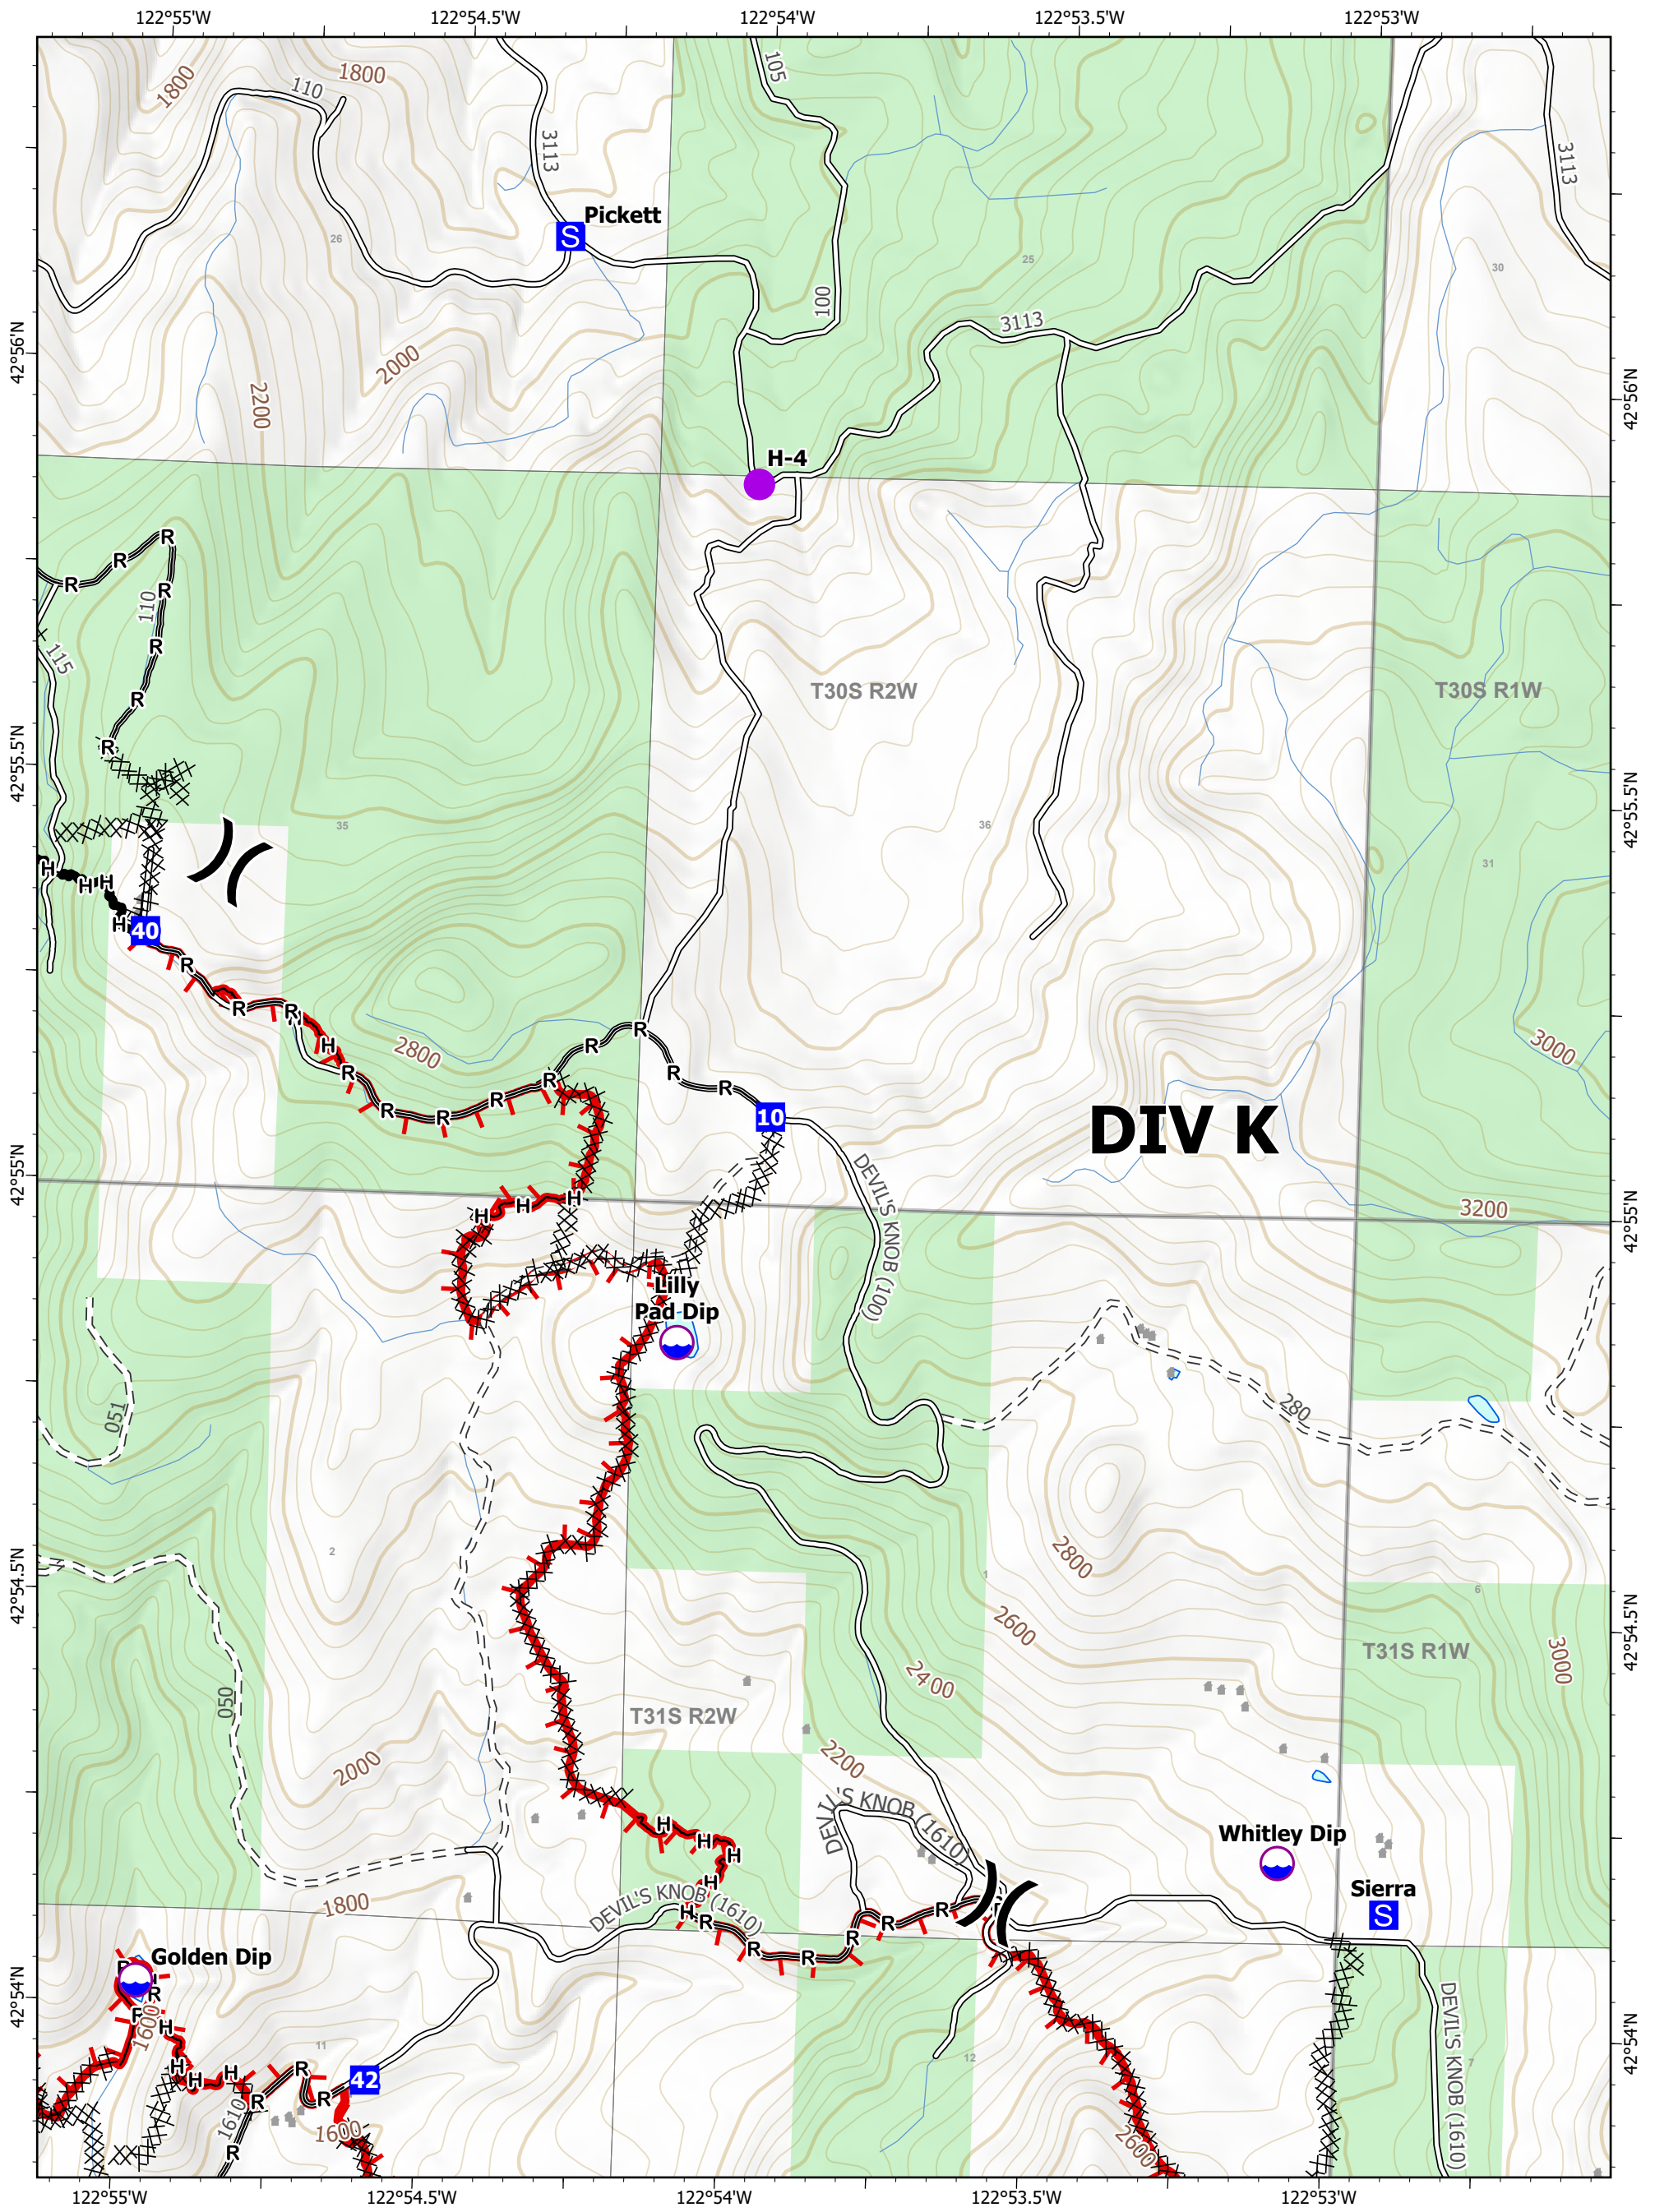 122°55'W
122°54.5'W
122°54'W
122°53.5'W
122°53'W
1800
110
1800
3113
105
3113
Pickett
S
26
25
30
100
3113
42°56'N
2000
42°56'N
2200
H-4
R
R
R
R
110
R
115
R
T30S R2W
T30S R1W
R
42°55.5'N
42°55.5'N
35
36
31
H
H
H
H
40
R
R
R
H
2800
R
R
R
R
R
R
R
R
R
3000
10
DIV K
42°55'N
DEVIL'S KNOB (100)
H
H
H
3200
42°55'N
Lilly
Pad Dip
051
280
2
1
6
42°54.5'N
2800
2600
42°54.5'N
T31S R1W
3000
2400
050
T31S R2W
2000
2200
DEVIL'S KNOB (1610)
H
H
H
H
Whitley Dip
Sierra
S
1800
DEVIL'S KNOB (1610)
H
R
R
R
R
R
R
Golden Dip
42°54'N
R
1600
H
DEVIL'S KNOB (1610)
42°54'N
11
12
7
H
H
H
R
R
R
42
1610
1600
R
2600
122°55'W
122°54.5'W
122°54'W
122°53.5'W
122°53'W